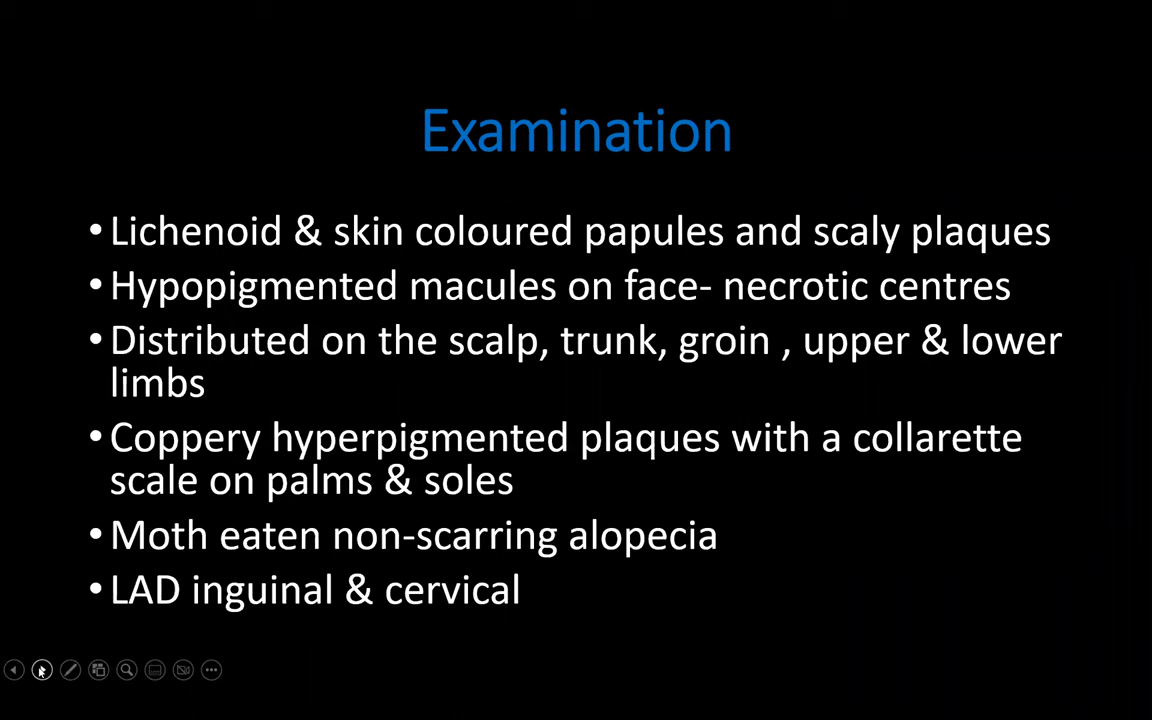 Examination
•Lichenoid & skin coloured papules and scaly plaques
•Hypopigmented macules on face- necrotic centres
•Distributed on the scalp, trunk, groin , upper & lower
limbs
•Coppery hyperpigmented plaques with a collarette
scale on palms & soles
•Moth eaten non-scarring alopecia
•LAD inguinal & cervical